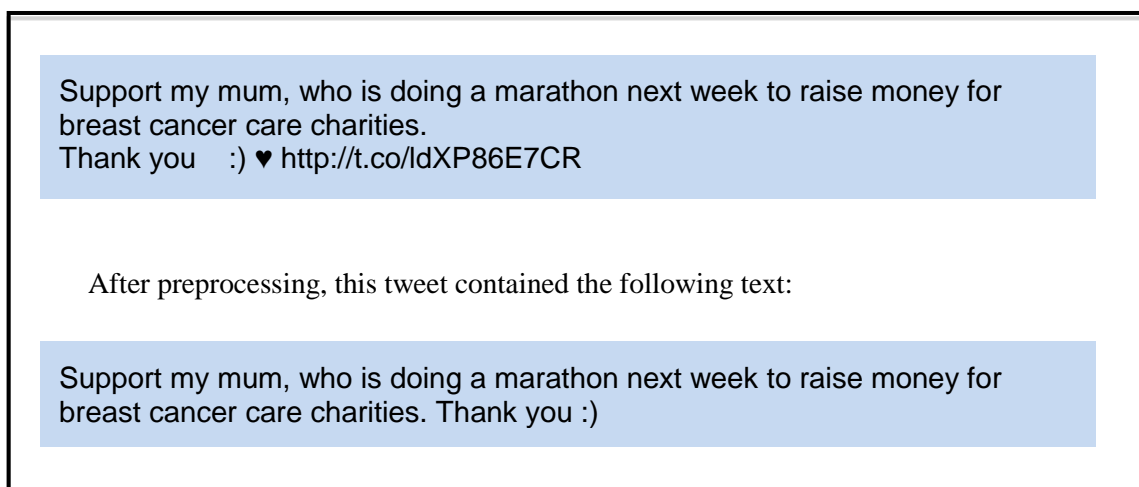 Support my mum, who is doing a marathon next week to raise money for
breast cancer care charities.
Thank you :) ♥ http://t.co/ldXP86E7CR
After preprocessing, this tweet contained the following text:
Support my mum, who is doing a marathon next week to raise money for
breast cancer care charities. Thank you :)